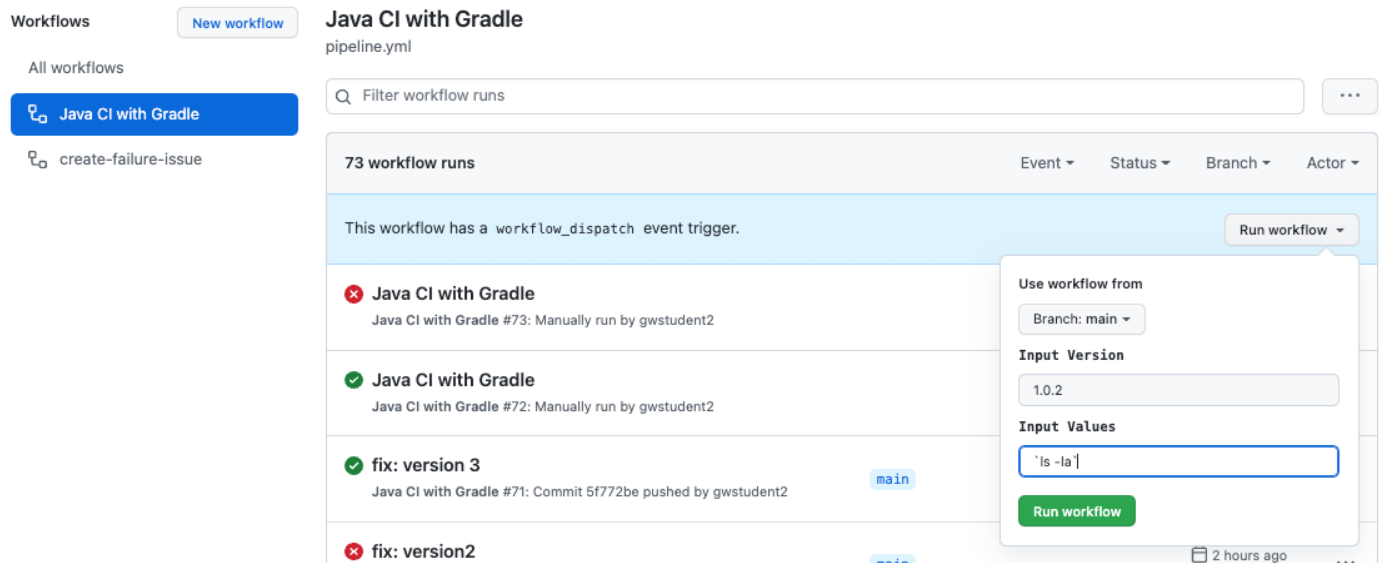 Workflows
New workflow
All workflows
Java CI with Gradle
create-failure-issue
Java CI with Gradle
pipeline.yml
Filter workflow runs
73 workflow runs
Event
Status
Branch
Actor
This workflow has a workflow_dispatch event trigger.
Run workflow
Java CI with Gradle
Java CI with Gradle #73: Manually run by gwstudent2
Java CI with Gradle
Java CI with Gradle #72: Manually run by gwstudent2
fix: version 3
Java CI with Gradle #71: Commit 5f772be pushed by gwstudent2
main
fix: version2
main
2 hours ago
Use workflow from
Branch: main
Input Version
1.0.2
Input Values
`ls -la`
Run workflow